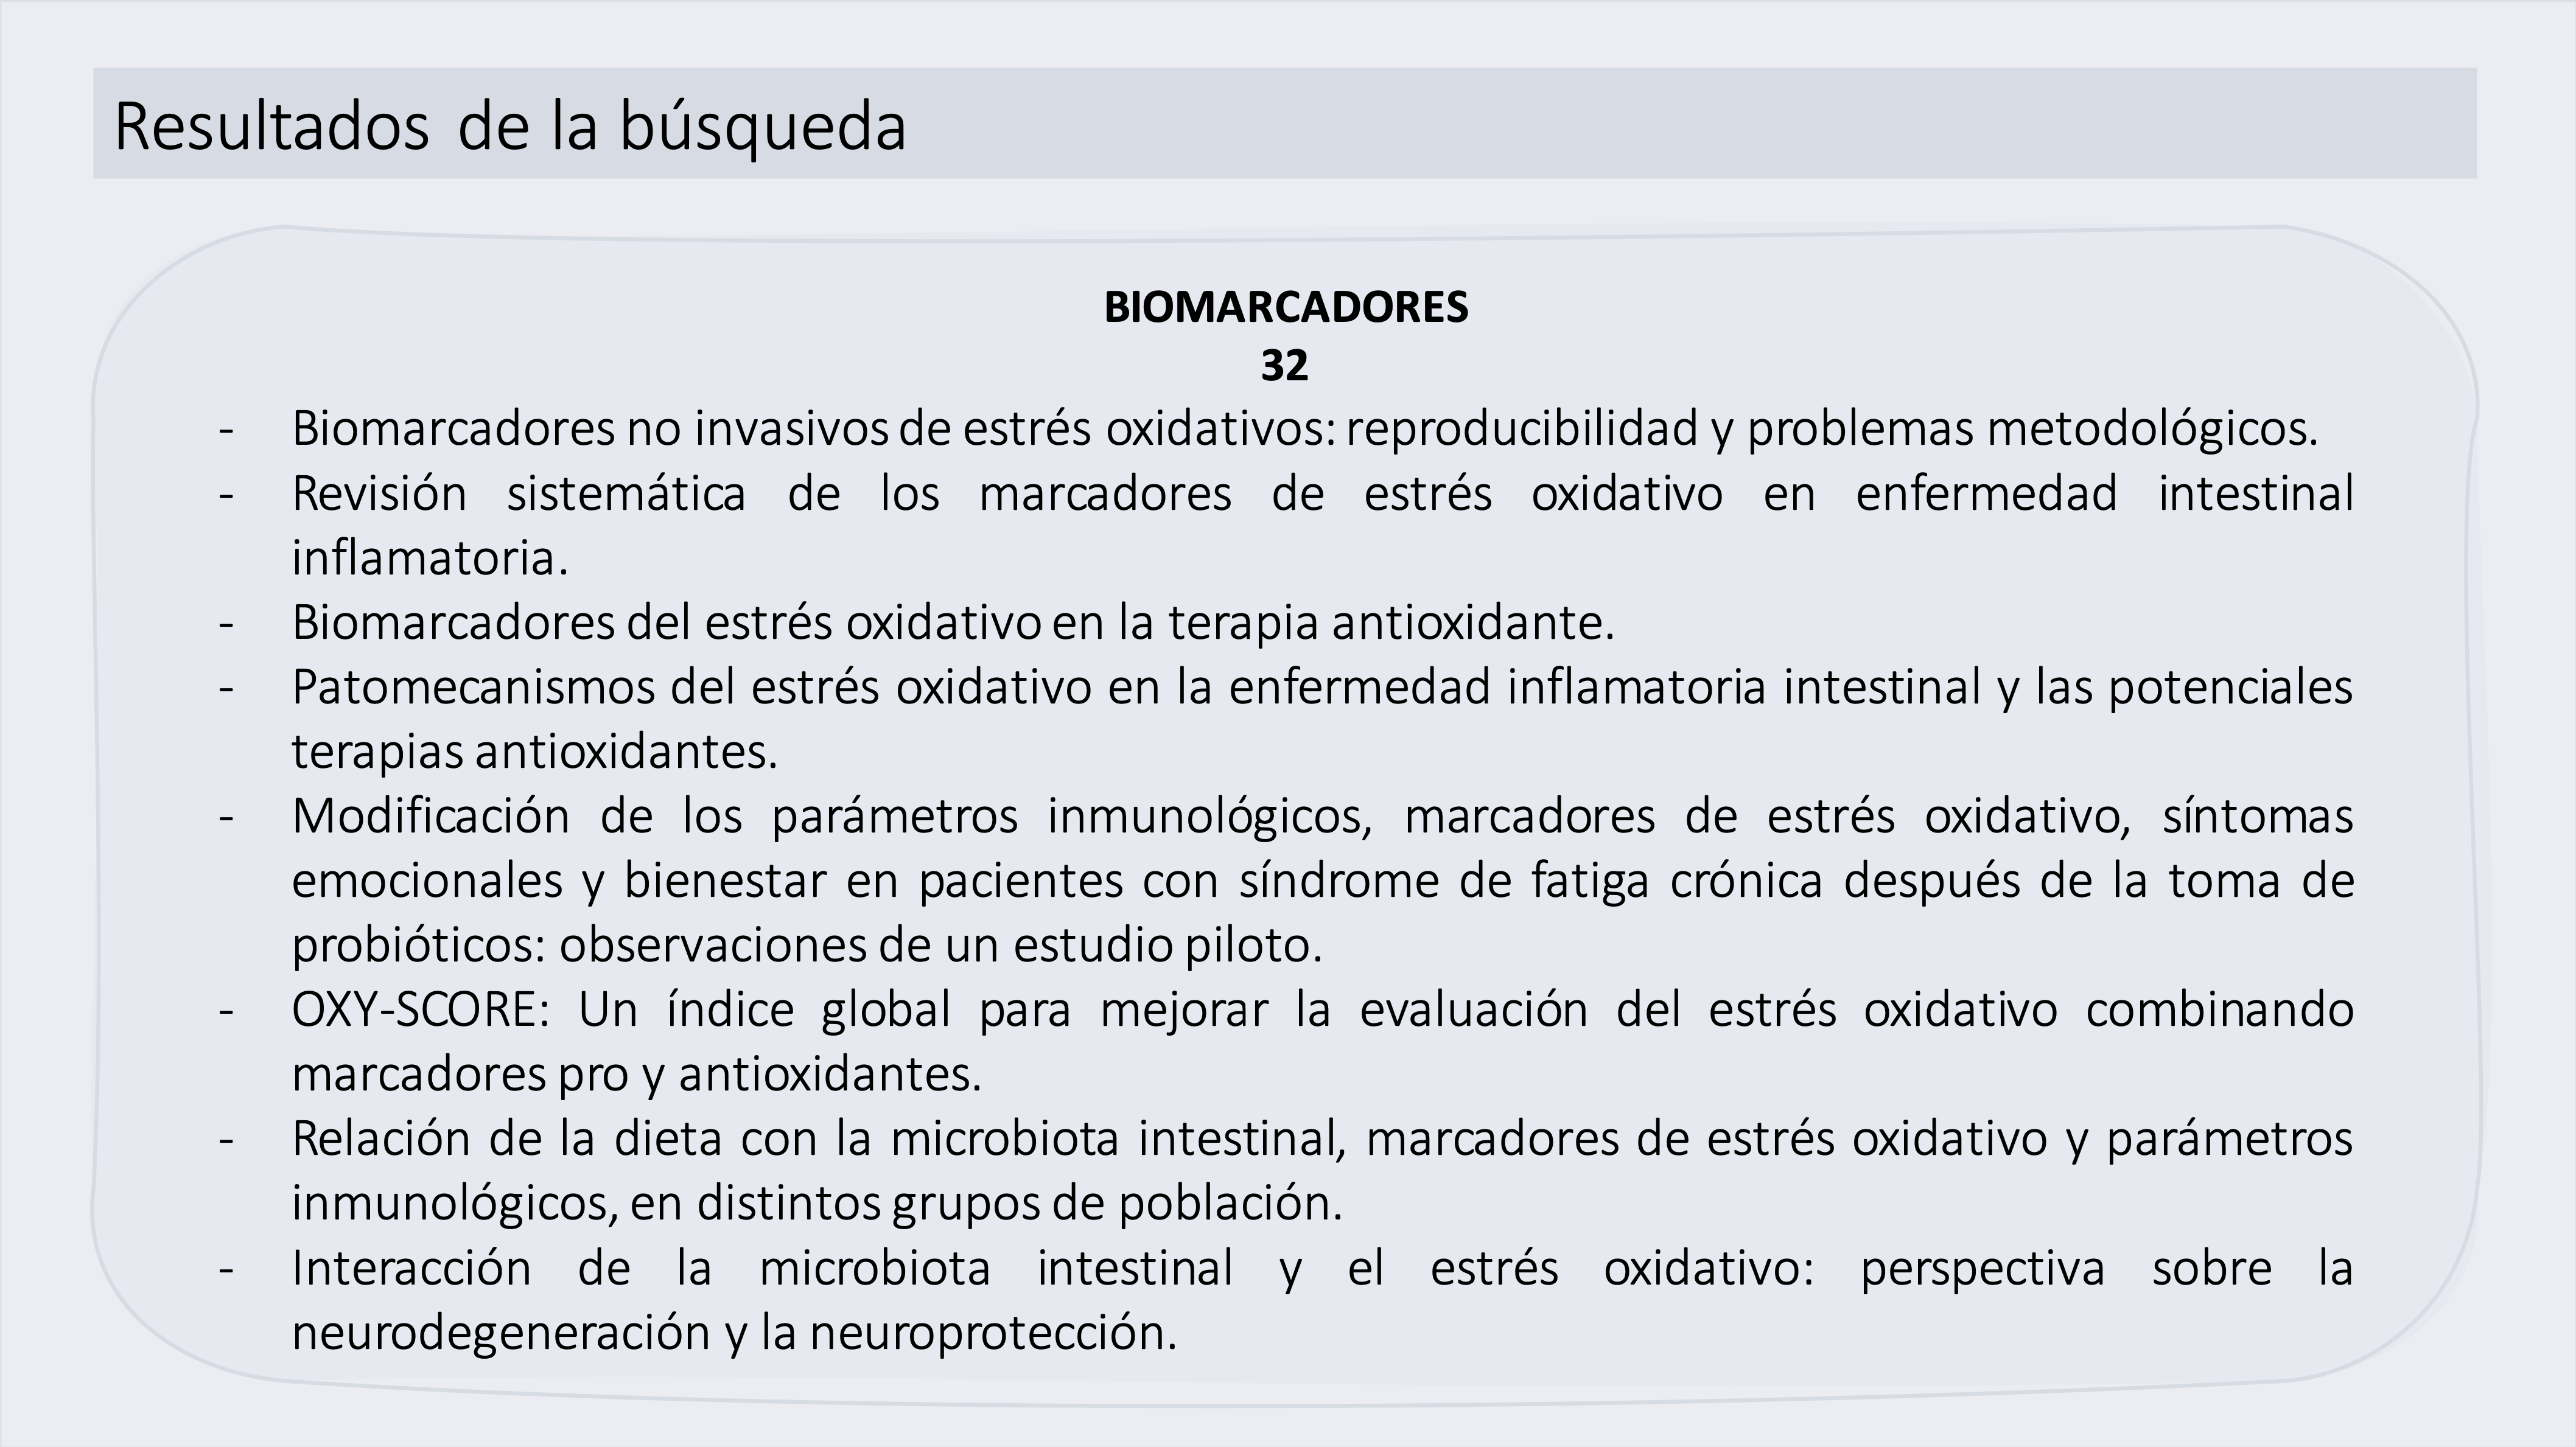 Resultados de la búsqueda
BIOMARCADORES
32
- Biomarcadores no invasivos de estrés oxidativos: reproducibilidad y problemas metodológicos.
- Revisión sistemática de los marcadores de estrés oxidativo en enfermedad intestinal
inflamatoria.
- Biomarcadores del estrés oxidativo en la terapia antioxidante.
- Patomecanismos del estrés oxidativo en la enfermedad inflamatoria intestinal y las potenciales
terapias antioxidantes.
- Modificación de los parámetros inmunológicos, marcadores de estrés oxidativo, síntomas
emocionales y bienestar en pacientes con síndrome de fatiga crónica después de la toma de
probióticos: observaciones de un estudio piloto.
- OXY-SCORE: Un índice global para mejorar la evaluación del estrés oxidativo combinando
marcadores pro y antioxidantes.
- Relación de la dieta con la microbiota intestinal, marcadores de estrés oxidativo y parámetros
inmunológicos, en distintos grupos de población.
- Interacción de la microbiota intestinal y el estrés oxidativo: perspectiva sobre la
neurodegeneración y la neuroprotección.